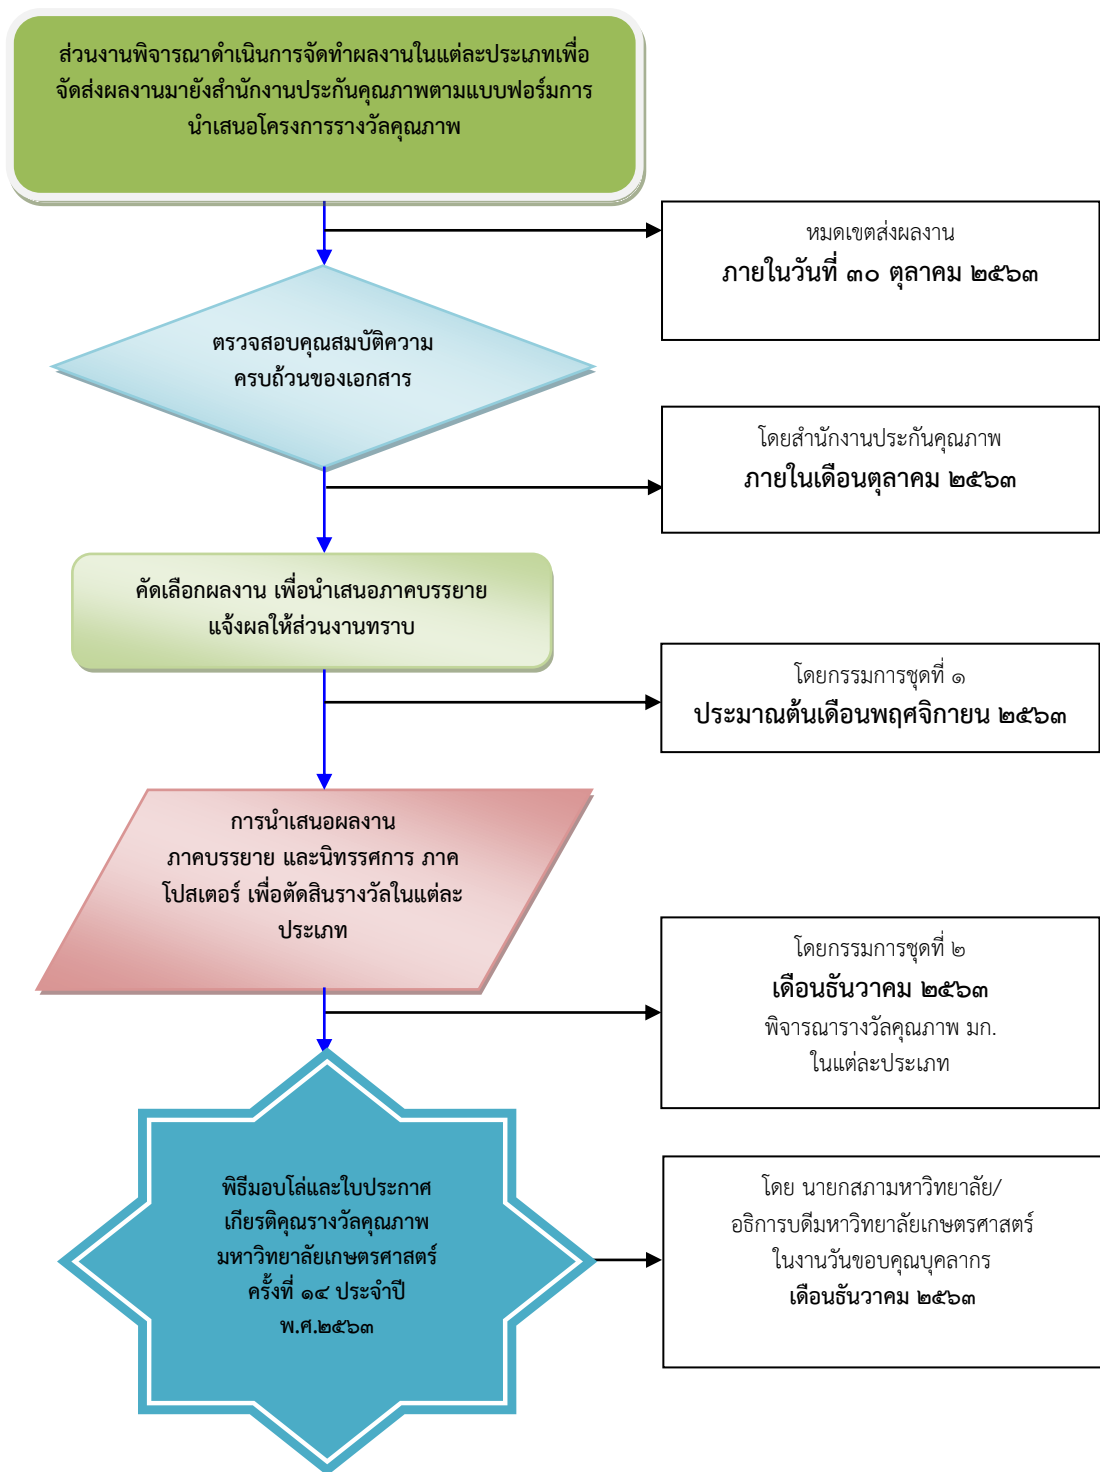 ส่วนงานพิจารณาดำเนินการจัดทำผลงานในแต่ละประเภทเพื่อ
จัดส่งผลงานมายังสำนักงานประกันคุณภาพตามแบบฟอร์มการ
นำเสนอโครงการรางวัลคุณภาพ
หมดเขตส่งผลงาน
ภายในวันที่ ๓๐ ตุลาคม ๒๕๖๓
ตรวจสอบคุณสมบัติความ
ครบถ้วนของเอกสาร
โดยสำนักงานประกันคุณภาพ
ภายในเดือนตุลาคม ๒๕๖๓
คัดเลือกผลงาน เพื่อนำเสนอภาคบรรยาย
แจ้งผลให้ส่วนงานทราบ
โดยกรรมการชุดที่ ๑
ประมาณต้นเดือนพฤศจิกายน ๒๕๖๓
การนำเสนอผลงาน
ภาคบรรยาย และนิทรรศการ ภาค
โปสเตอร์ เพื่อตัดสินรางวัลในแต่ละ
ประเภท
โดยกรรมการชุดที่ ๒
เดือนธันวาคม ๒๕๖๓
พิจารณารางวัลคุณภาพ มก.
ในแต่ละประเภท
พิธีมอบโล่และใบประกาศ
เกียรติคุณรางวัลคุณภาพ
มหาวิทยาลัยเกษตรศาสตร์
ครั้งที่ ๑๔ ประจำปี
พ.ศ.๒๕๖๓
โดย นายกสภามหาวิทยาลัย/
อธิการบดีมหาวิทยาลัยเกษตรศาสตร์
ในงานวันขอบคุณบุคลากร
เดือนธันวาคม ๒๕๖๓